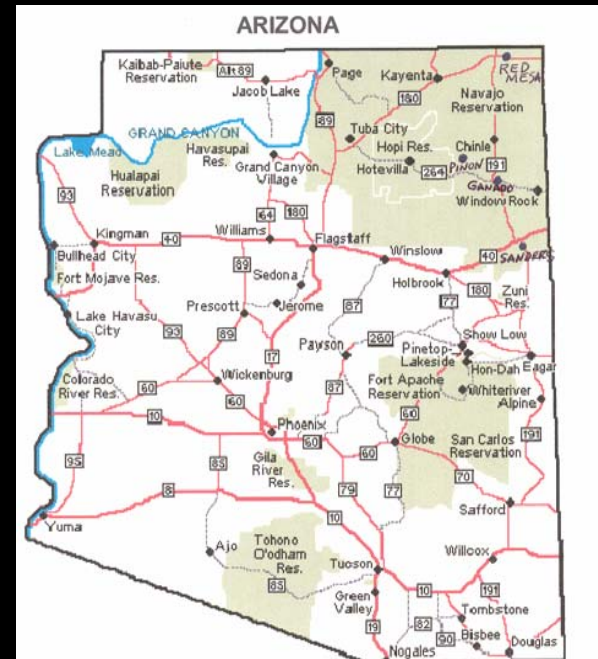 ARIZONA
Kaibab-Paiute
Reservation
Alt 89
Jacob Lake
Page
Kayenta
RED
MESA
160
Navajo
Reservation
GRAND CANYON
Lake Mead
Havasupai
Res.
89
Tuba City
Hopi Res.
Chinle
PINON
191
Hualapai
Reservation
Grand Canyon
Village
Hotevilla
264
GANADO
Window Rock
93
64
180
Kingman
40
Williams
Flagstaff
Winslow
40
SANDERS
Bullhead City
Fort Mojave Res.
89
Sedona
Holbrook
180
Zuni
Res.
77
87
Prescott
Jerome
Lake Havasu
City
93
89
17
Payson
260
Show Low
Pinetop-
Lakeside
Hon-Dah
Eagar
Colorado
River Res.
60
Wickenburg
87
Fort Apache
Reservation
Whiteriver
Alpine
60
60
10
Phoenix
60
60
Globe
San Carlos
Reservation
191
95
85
Gila
River
Res.
79
77
70
8
10
Safford
Yuma
Ajo
Tohono
O'odham
Res.
85
Tucson
Willcox
Green
Valley
10
191
19
82
Tombstone
90
Bisbee
Douglas
Nogales